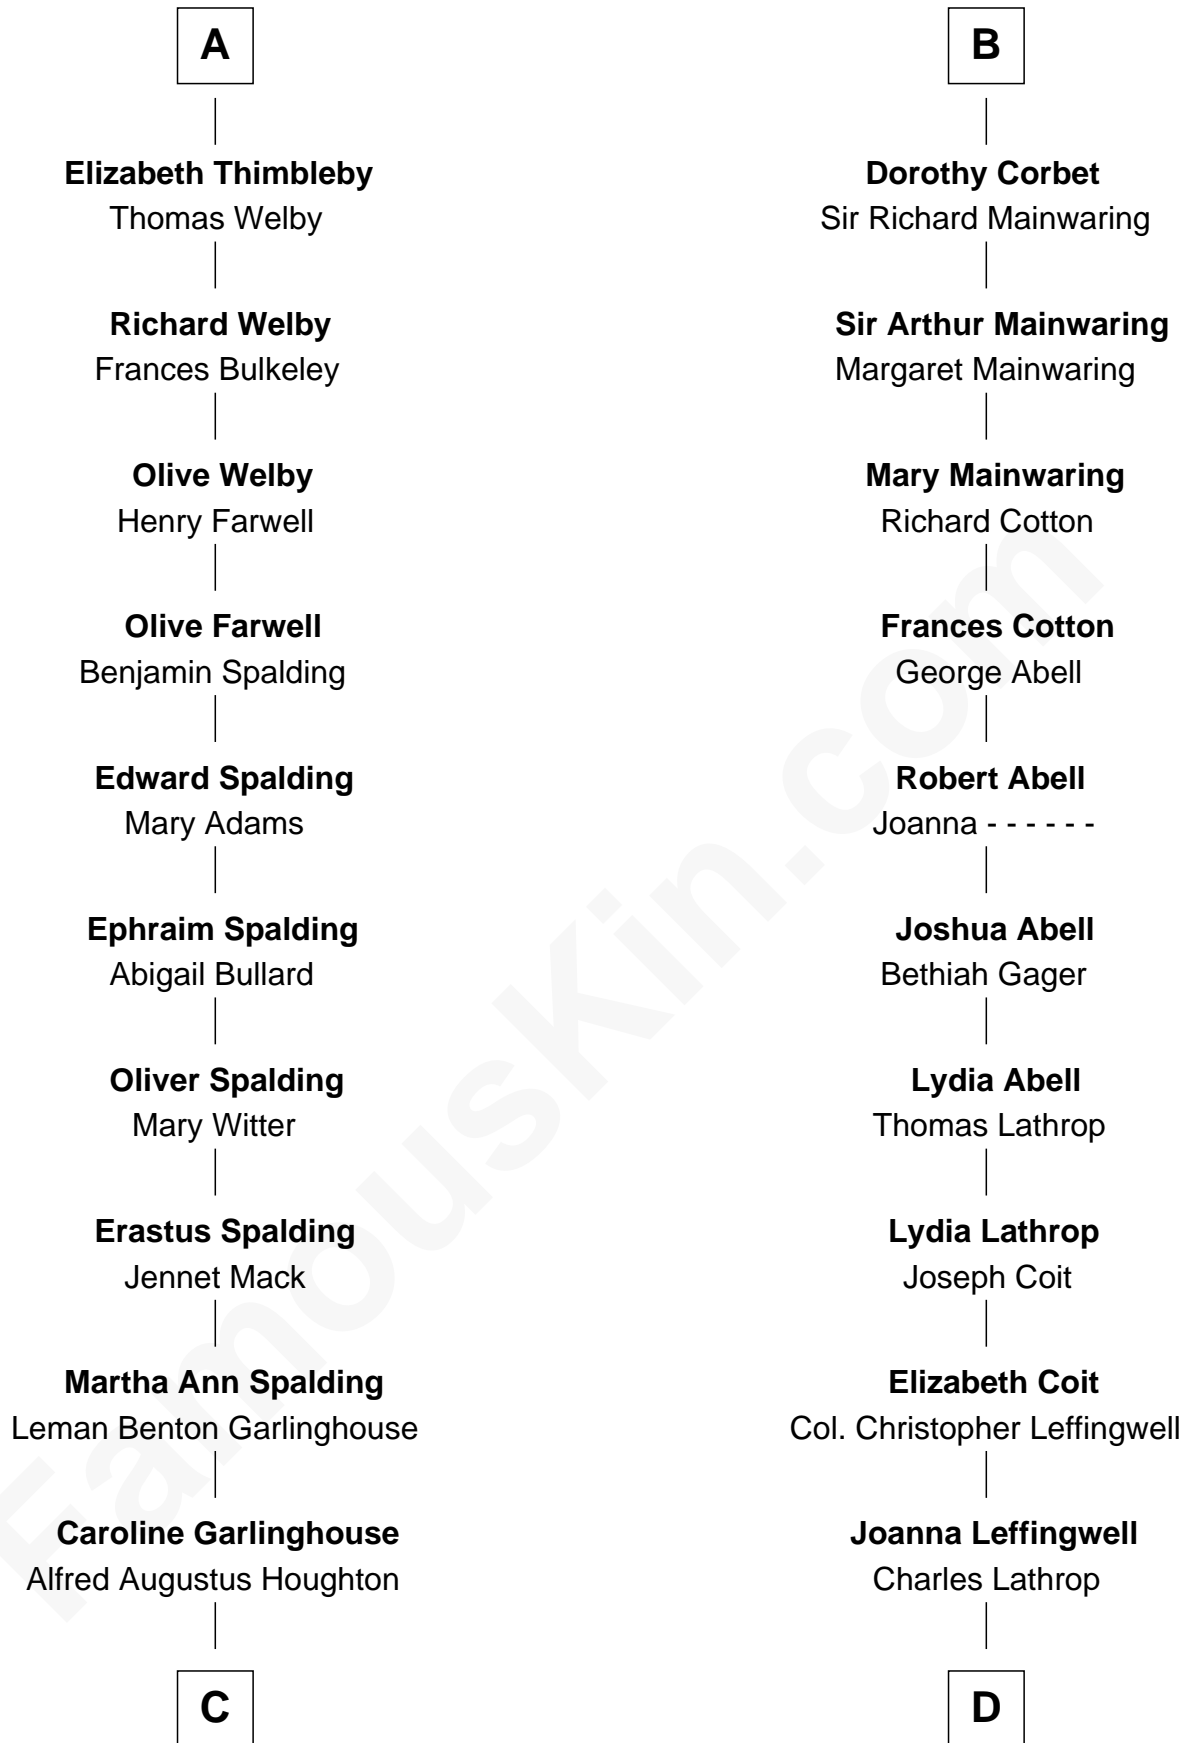 A
Elizabeth Thimbleby
Thomas Welby
Richard Welby
Frances Bulkeley
Olive Welby
Henry Farwell
Olive Farwell
Benjamin Spalding
Edward Spalding
Mary Adams
Ephraim Spalding
Abigail Bullard
Oliver Spalding
Mary Witter
Erastus Spalding
Jennet Mack
Martha Ann Spalding
Leman Benton Garlinghouse
Caroline Garlinghouse
Alfred Augustus Houghton
C
B
Dorothy Corbet
Sir Richard Mainwaring
Sir Arthur Mainwaring
Margaret Mainwaring
Mary Mainwaring
Richard Cotton
Frances Cotton
George Abell
Robert Abell
Joanna - - - - - -
Joshua Abell
Bethiah Gager
Lydia Abell
Thomas Lathrop
Lydia Lathrop
Joseph Coit
Elizabeth Coit
Col. Christopher Leffingwell
Joanna Leffingwell
Charles Lathrop
D
FamousKin.com